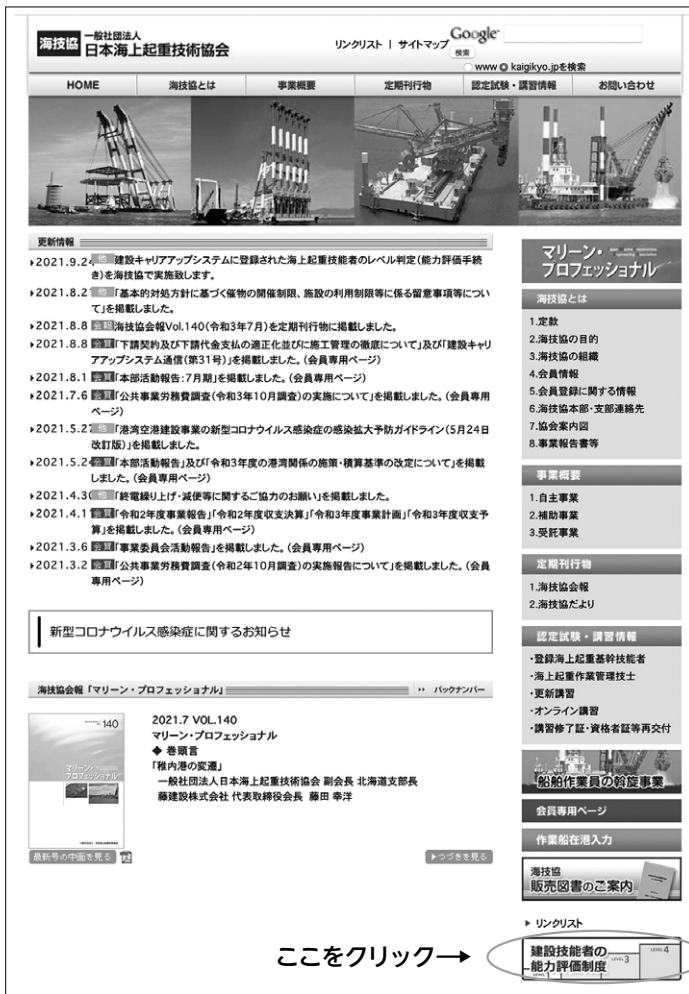 海技協 一般社団法人
日本海上起重技術協会
リンクリスト | サイトマップ
Google
検索
www kaigikyo.jpを検索
HOME 海技協とは 事業概要 定期刊行物 認定試験・講習情報 お問い合わせ
更新情報
2021.9.24 他 建設キャリアアップシステムに登録された海上起重技能者のレベル判定(能力評価手続
き)を海技協で実施致します。
2021.8.2 他 「基本的対処方針に基づく催物の開催制限、施設の利用制限等に係る留意事項等につい
て」を掲載しました。
2021.8.8 会報 海技協会報Vol.140(令和3年7月)を定期刊行物に掲載しました。
2021.8.8 会員 「下請契約及び下請代金支払の適正化並びに施工管理の徹底について」及び「建設キャリ
アアップシステム通信(第31号)」を掲載しました。(会員専用ページ)
2021.8.1 会員 「本部活動報告:7月期」を掲載しました。(会員専用ページ)
2021.7.6 会員 「公共事業労務費調査(令和3年10月調査)の実施について」を掲載しました。(会員専用
ページ)
2021.5.27 他 「港湾空港建設事業の新型コロナウイルス感染症の感染拡大予防ガイドライン(5月24日
改訂版)」を掲載しました。
2021.5.24 会員 「本部活動報告」及び「令和3年度の港湾関係の施策・積算基準の改定について」を掲載
しました。(会員専用ページ)
2021.4.30 他 「終電繰り上げ・減便等に関するご協力のお願い」を掲載しました。
2021.4.1 会員 「令和2年度事業報告」「令和2年度収支決算」「令和3年度事業計画」「令和3年度収支予
算」を掲載しました。(会員専用ページ)
2021.3.6 会員 「事業委員会活動報告」を掲載しました。(会員専用ページ)
2021.3.2 会員 「公共事業労務費調査(令和2年10月調査)の実施報告について」を掲載しました。(会員
専用ページ)
新型コロナウイルス感染症に関するお知らせ
海技協会報「マリーン・プロフェッショナル」 バックナンバー
140
マリーン・
プロフェッショナル
2021.7 VOL.140
マリーン・プロフェッショナル
◆ 巻頭言
「稚内港の変遷」
一般社団法人日本海上起重技術協会 副会長 北海道支部長
藤建設株式会社 代表取締役会長 藤田 幸洋
最新号の中面を見る
つづきを見る
マリーン・
プロフェッショナル
海技協とは
1.定款
2.海技協の目的
3.海技協の組織
4.会員情報
5.会員登録に関する情報
6.海技協本部・支部連絡先
7.協会案内図
8.事業報告書等
事業概要
1.自主事業
2.補助事業
3.受託事業
定期刊行物
1.海技協会報
2.海技協だより
認定試験・講習情報
・登録海上起重基幹技能者
・海上起重作業管理技士
・更新講習
・オンライン講習
・講習修了証・資格者証等再交付
船舶作業員の斡旋事業
会員専用ページ
作業船在港入力
海技協
販売図書のご案内
リンクリスト
建設技能者の
能力評価制度
LEVEL 3
LEVEL 4
ここをクリック→